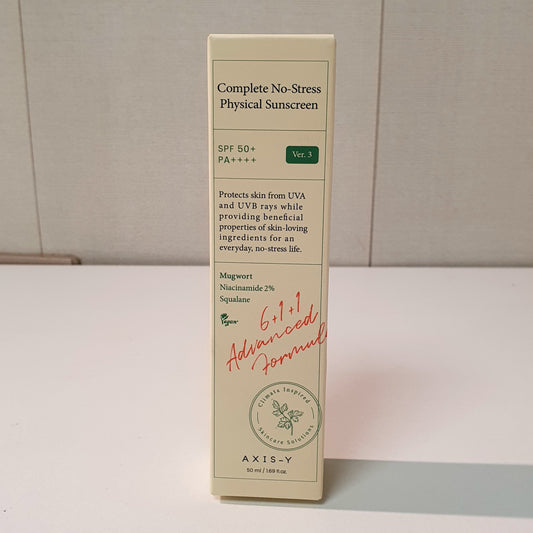 Complete No-Stress
Physical Sunscreen
SPF 50+
PA++++
Ver. 3
Protects skin from UVA
and UVB rays while
providing beneficial
properties of skin-loving
ingredients for an
everyday, no-stress life.
Mugwort
Niacinamide 2%
Squalane
Vegan
6+1+1
Advanced
Formula
Climate Inspired
Skincare Solutions
AXIS-Y
50 ml / 1.69 fl.oz.